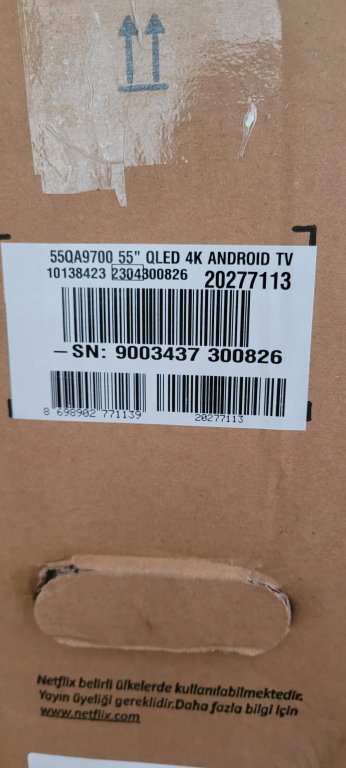 55QA9700 55" QLED 4K ANDROID TV
10138423 2304300826 20277113
–SN: 9003437 300826
8 698902 771139 20277113
Netflix belirli ülkelerde kullanılabilmektedir.
Yayın üyeliği gereklidir.Daha fazla bilgi için
www.netflix.com